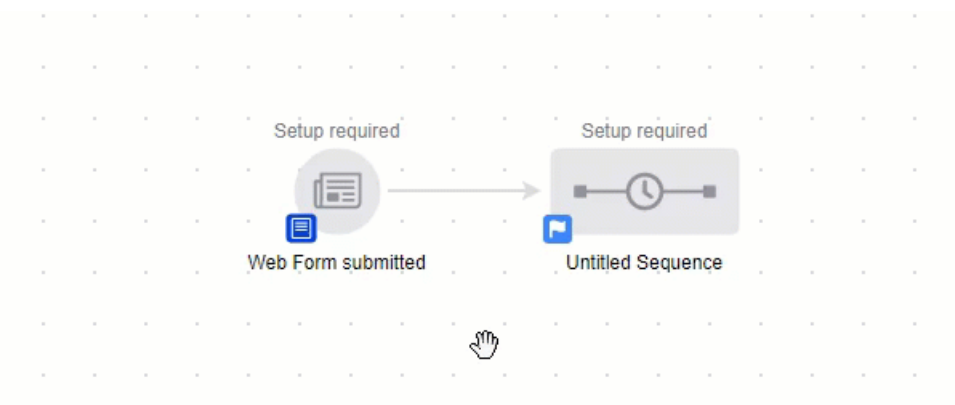 Setup required
Setup required
Web Form submitted
Untitled Sequence